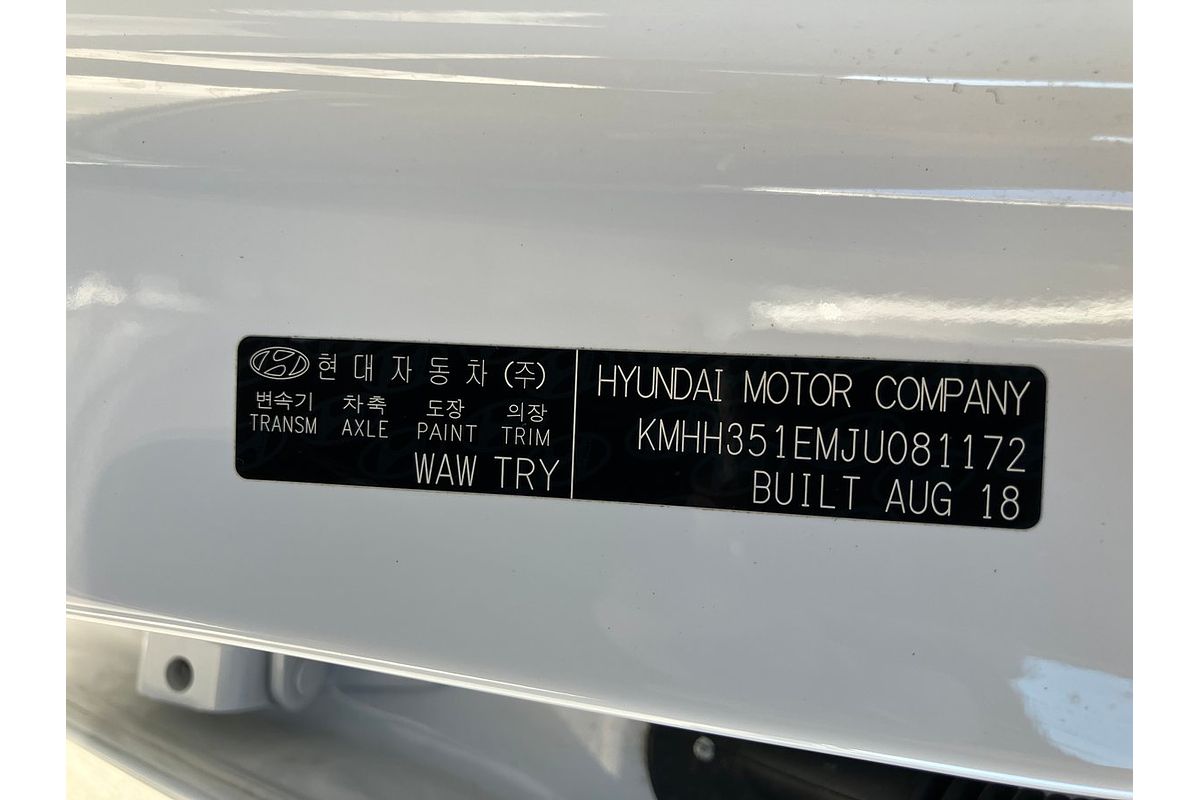 현대자동차(주)
변속기 차축 도장 의장
TRANSM AXLE PAINT TRIM
WAW TRY
HYUNDAI MOTOR COMPANY
KMHH351EMJU081172
BUILT AUG 18